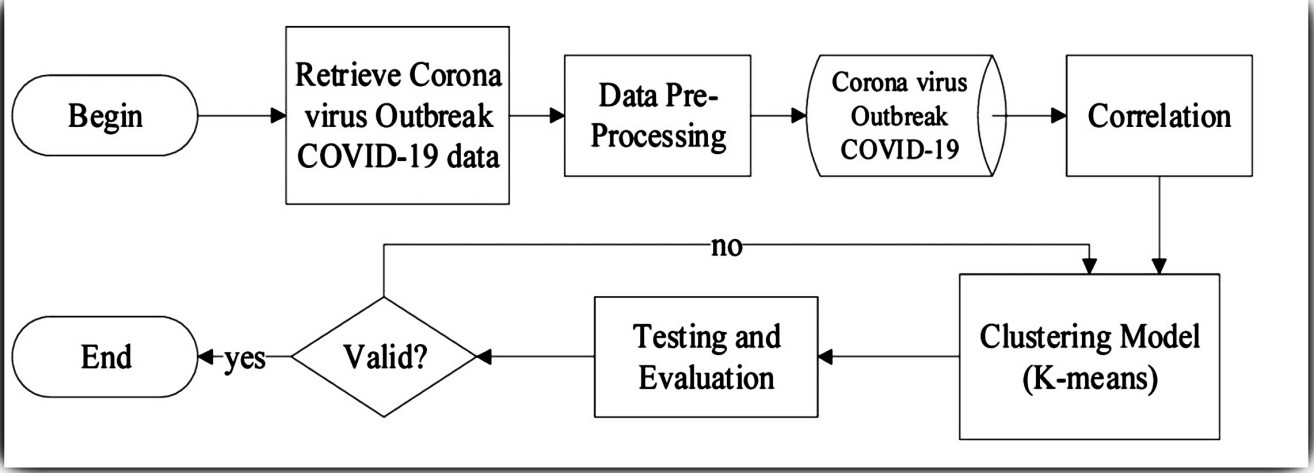 Begin
Retrieve Corona
virus Outbreak
COVID-19 data
Data Pre-
Processing
Corona virus
Outbreak
COVID-19
Correlation
no
End
yes
Valid?
Testing and
Evaluation
Clustering Model
(K-means)